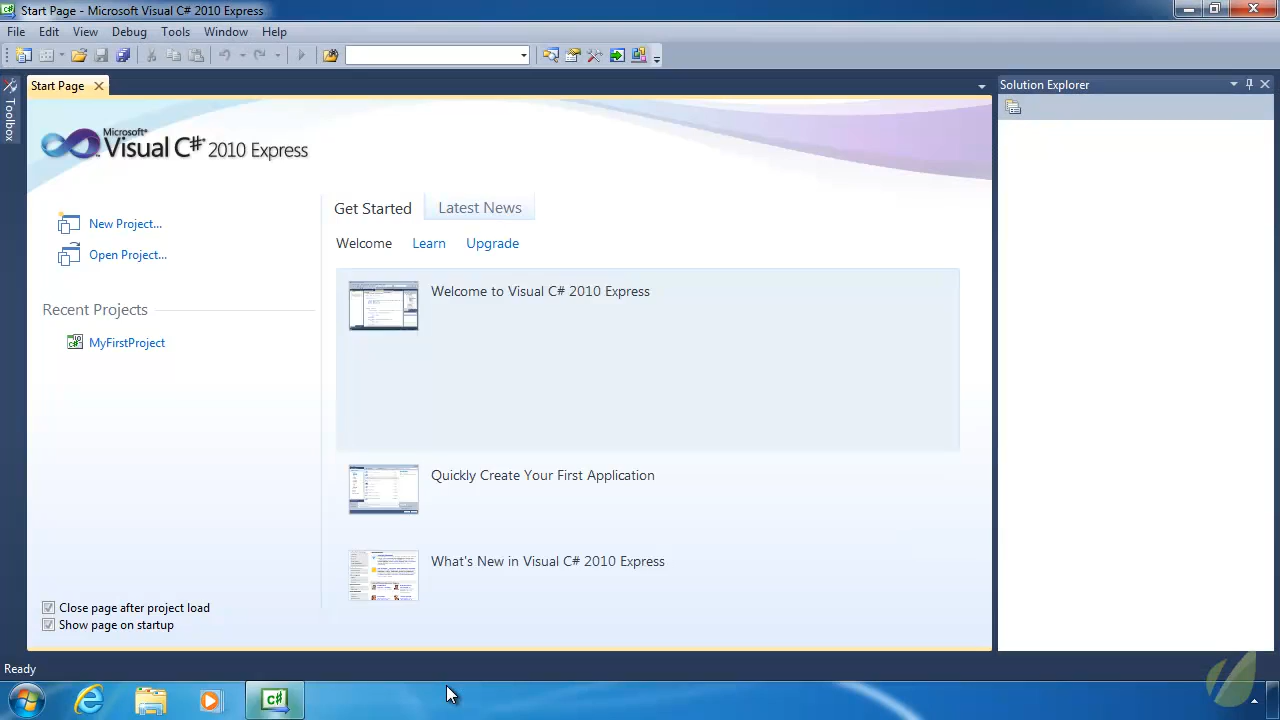 Start Page - Microsoft Visual C# 2010 Express
File Edit View Debug Tools Window Help
Toolbox
Start Page
Solution Explorer
Microsoft®
Visual C# 2010 Express
New Project...
Open Project...
Recent Projects
MyFirstProject
Get Started Latest News
Welcome Learn Upgrade
Welcome to Visual C# 2010 Express
Quickly Create Your First Application
What's New in Visual C# 2010 Express
Close page after project load
Show page on startup
Ready
C#